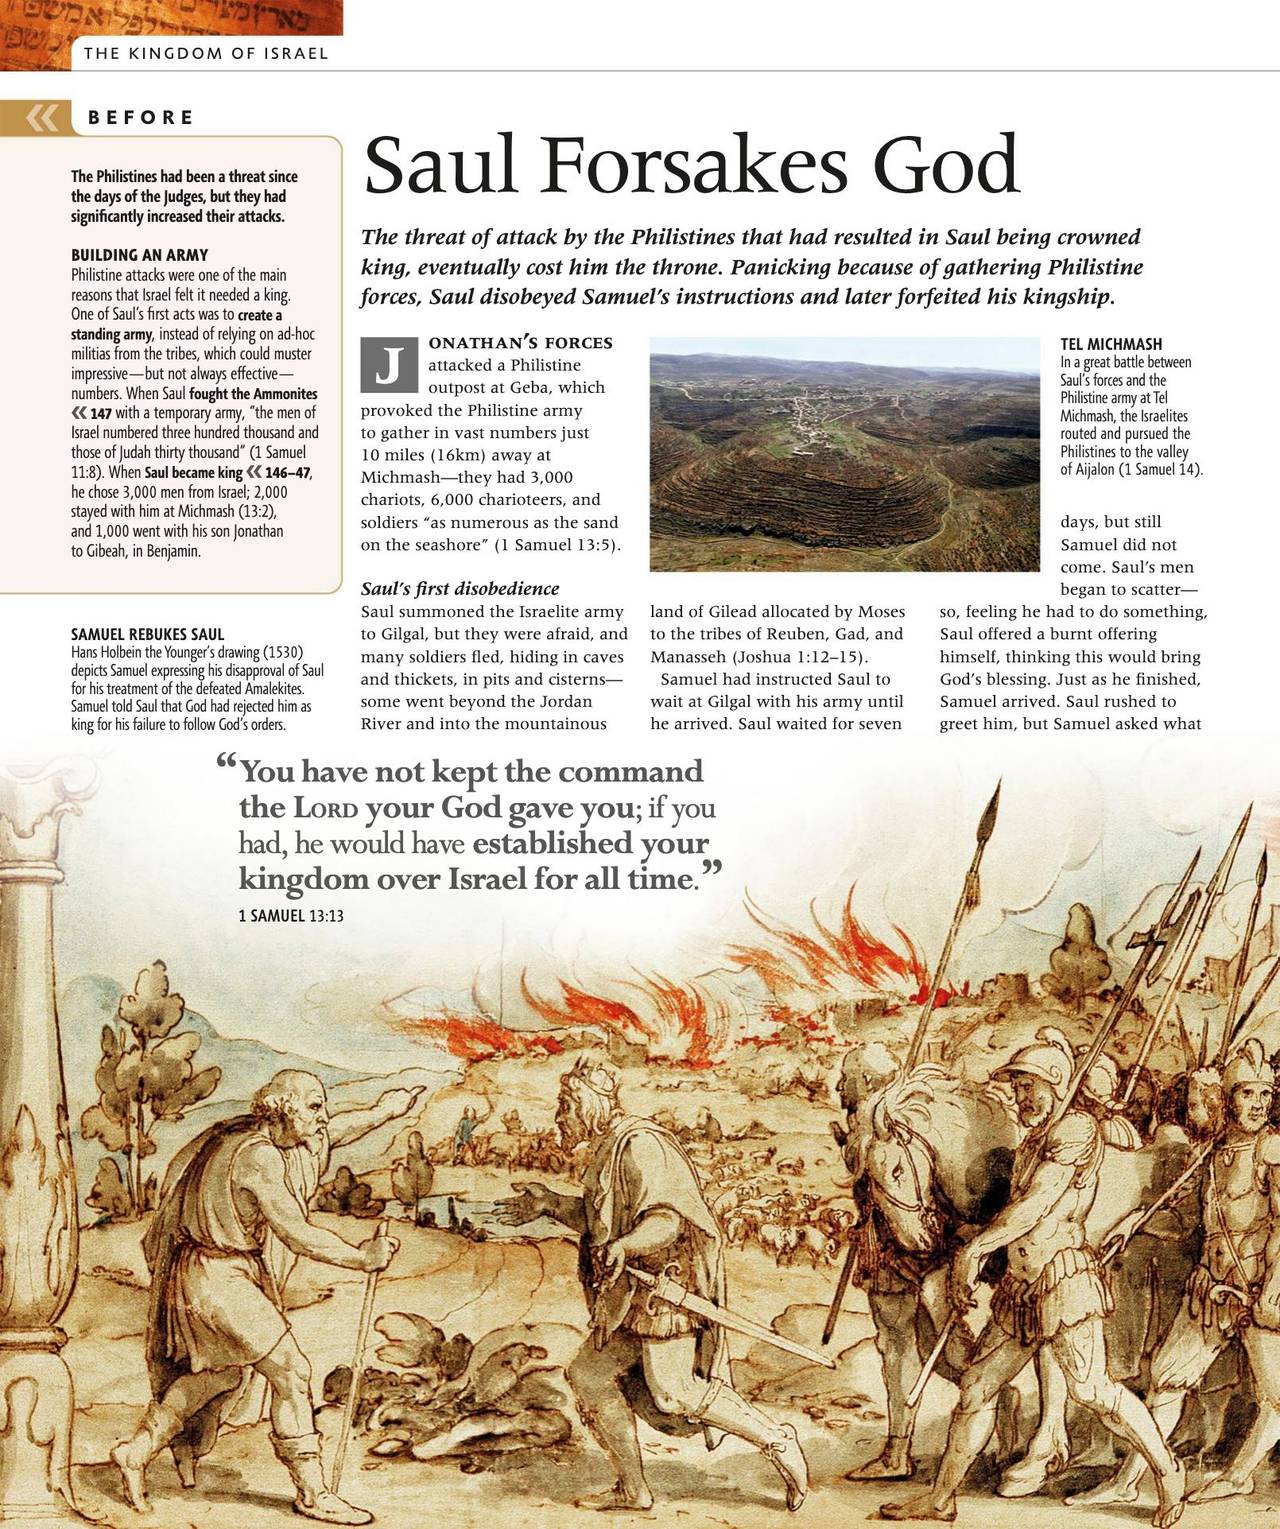 THE KINGDOM OF ISRAEL
BEFORE
The Philistines had been a threat since
the days of the Judges, but they had
significantly increased their attacks.
BUILDING AN ARMY
Philistine attacks were one of the main
reasons that Israel felt it needed a king.
One of Saul's first acts was to create a
standing army, instead of relying on ad-hoc
militias from the tribes, which could muster
impressive—but not always effective—
numbers. When Saul fought the Ammonites
« 147 with a temporary army, "the men of
Israel numbered three hundred thousand and
those of Judah thirty thousand" (1 Samuel
11:8). When Saul became king « 146–47,
he chose 3,000 men from Israel; 2,000
stayed with him at Michmash (13:2),
and 1,000 went with his son Jonathan
to Gibeah, in Benjamin.
SAMUEL REBUKES SAUL
Hans Holbein the Younger's drawing (1530)
depicts Samuel expressing his disapproval of Saul
for his treatment of the defeated Amalekites.
Samuel told Saul that God had rejected him as
king for his failure to follow God's orders.
Saul Forsakes God
The threat of attack by the Philistines that had resulted in Saul being crowned
king, eventually cost him the throne. Panicking because of gathering Philistine
forces, Saul disobeyed Samuel's instructions and later forfeited his kingship.
JONATHAN'S FORCES
attacked a Philistine
outpost at Geba, which
provoked the Philistine army
to gather in vast numbers just
10 miles (16km) away at
Michmash—they had 3,000
chariots, 6,000 charioteers, and
soldiers "as numerous as the sand
on the seashore" (1 Samuel 13:5).
Saul's first disobedience
Saul summoned the Israelite army
to Gilgal, but they were afraid, and
many soldiers fled, hiding in caves
and thickets, in pits and cisterns—
some went beyond the Jordan
River and into the mountainous
land of Gilead allocated by Moses
to the tribes of Reuben, Gad, and
Manasseh (Joshua 1:12–15).
Samuel had instructed Saul to
wait at Gilgal with his army until
he arrived. Saul waited for seven
TEL MICHMASH
In a great battle between
Saul's forces and the
Philistine army at Tel
Michmash, the Israelites
routed and pursued the
Philistines to the valley
of Aijalon (1 Samuel 14).
days, but still
Samuel did not
come. Saul's men
began to scatter—
so, feeling he had to do something,
Saul offered a burnt offering
himself, thinking this would bring
God's blessing. Just as he finished,
Samuel arrived. Saul rushed to
greet him, but Samuel asked what
"You have not kept the command
the LORD your God gave you; if you
had, he would have established your
kingdom over Israel for all time."
1 SAMUEL 13:13